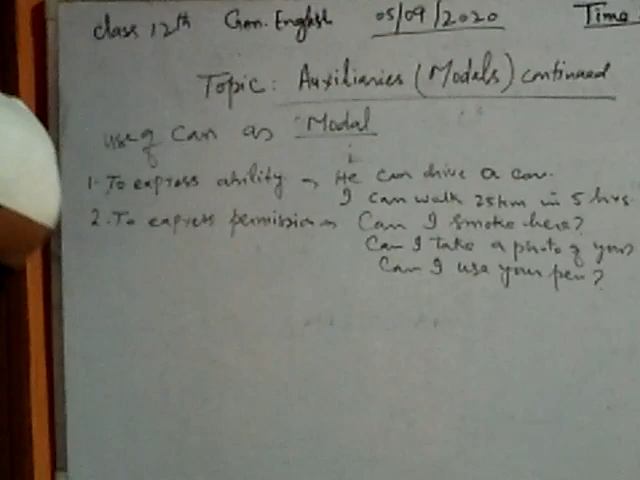 class 12th Gen. English 05/09/2020 Time
Topic: Auxiliaries (Modals) continued
use of Can as Modal
1. To express ability → He can drive a car.
I can walk 25km in 5 hrs.
2. To express permission → Can I smoke here?
Can I take a photo of you?
Can I use your pen?